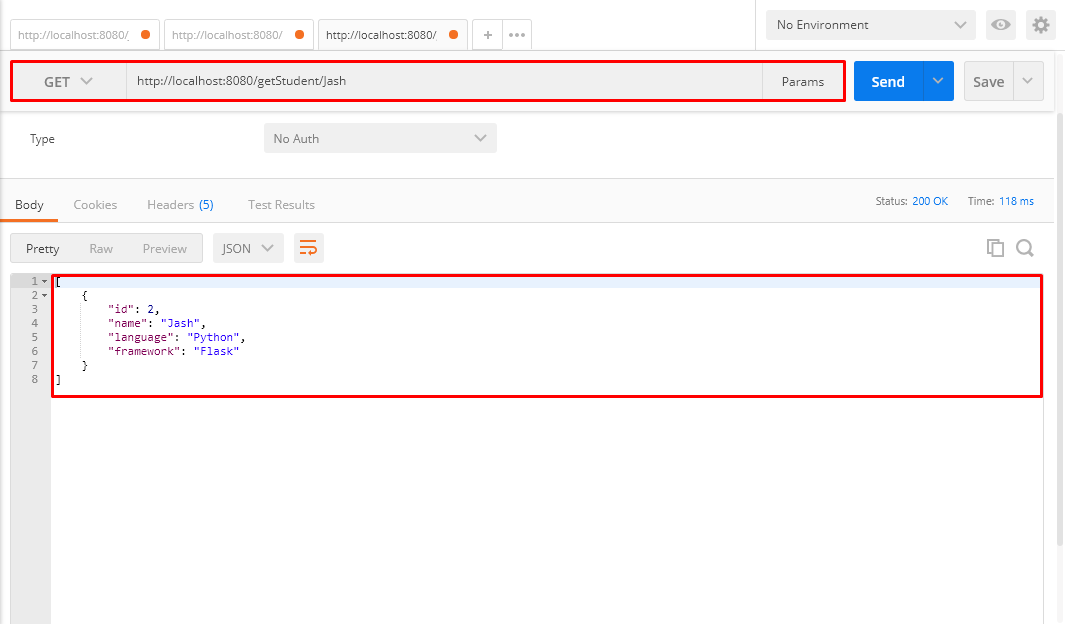 http://localhost:8080/ http://localhost:8080/ http://localhost:8080/ + ••• No Environment
GET http://localhost:8080/getStudent/Jash Params Send Save
Type No Auth
Body Cookies Headers (5) Test Results Status: 200 OK Time: 118 ms
Pretty Raw Preview JSON
1 [
2 {
3 "id": 2,
4 "name": "Jash",
5 "language": "Python",
6 "framework": "Flask"
7 }
8 ]